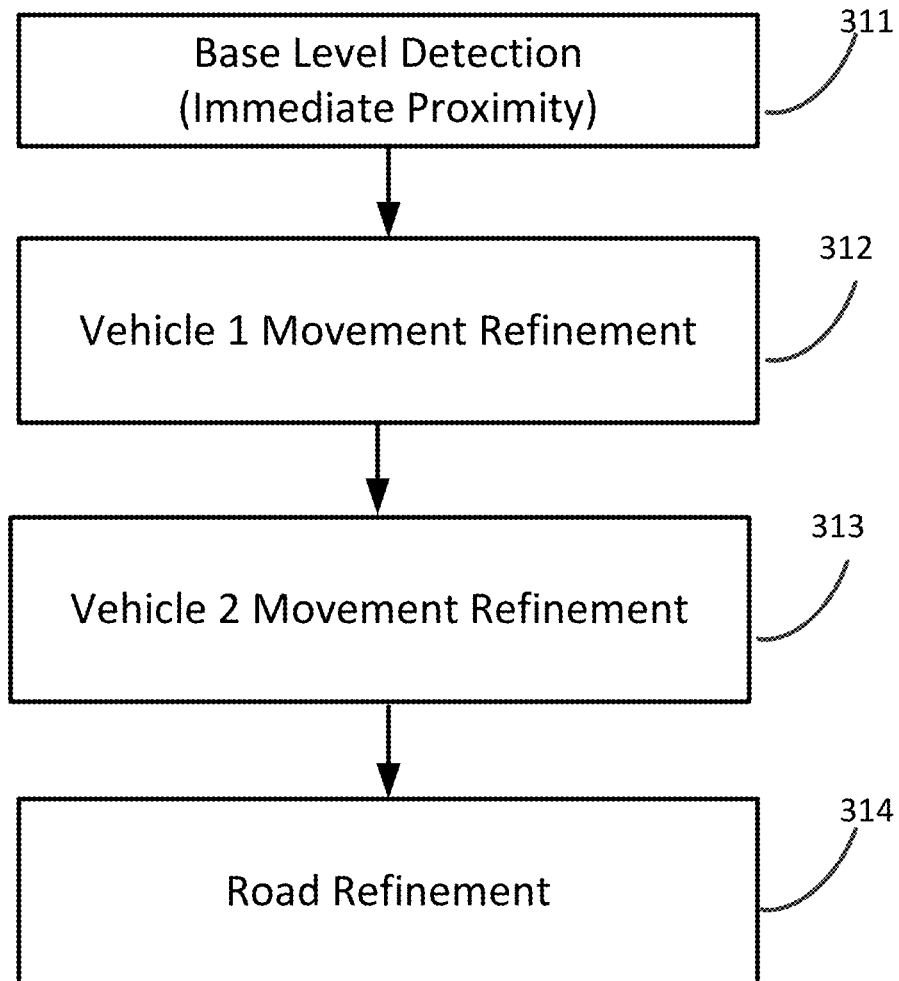 311
Base Level Detection
(Immediate Proximity)
312
Vehicle 1 Movement Refinement
313
Vehicle 2 Movement Refinement
314
Road Refinement